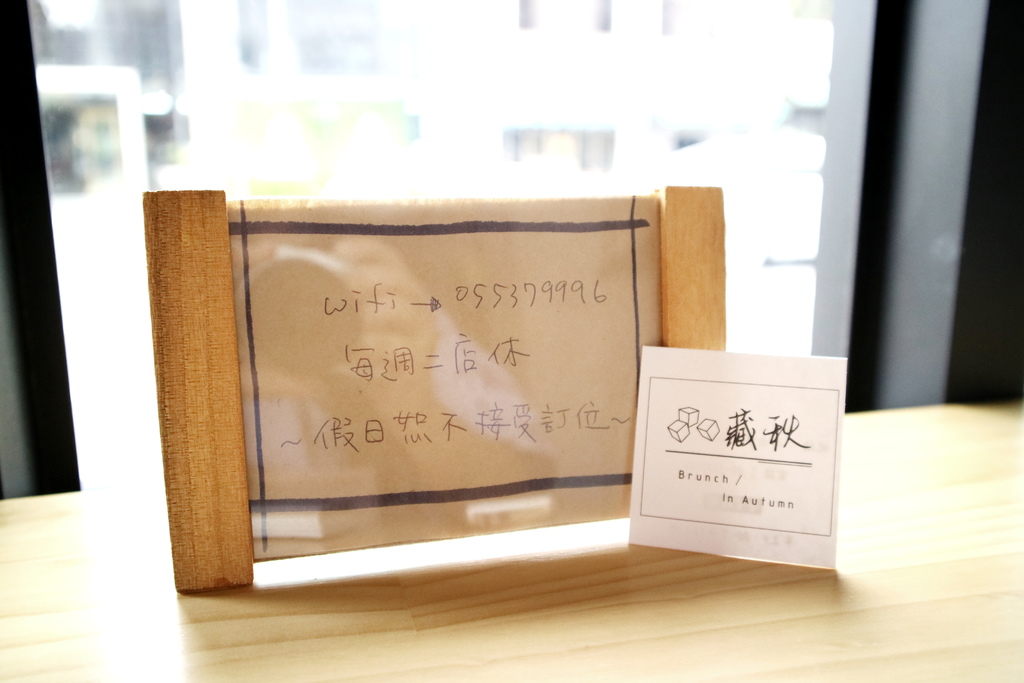 wifi → 055379996
每週二店休
~假日恕不接受訂位~
藏秋
Brunch /
In Autumn